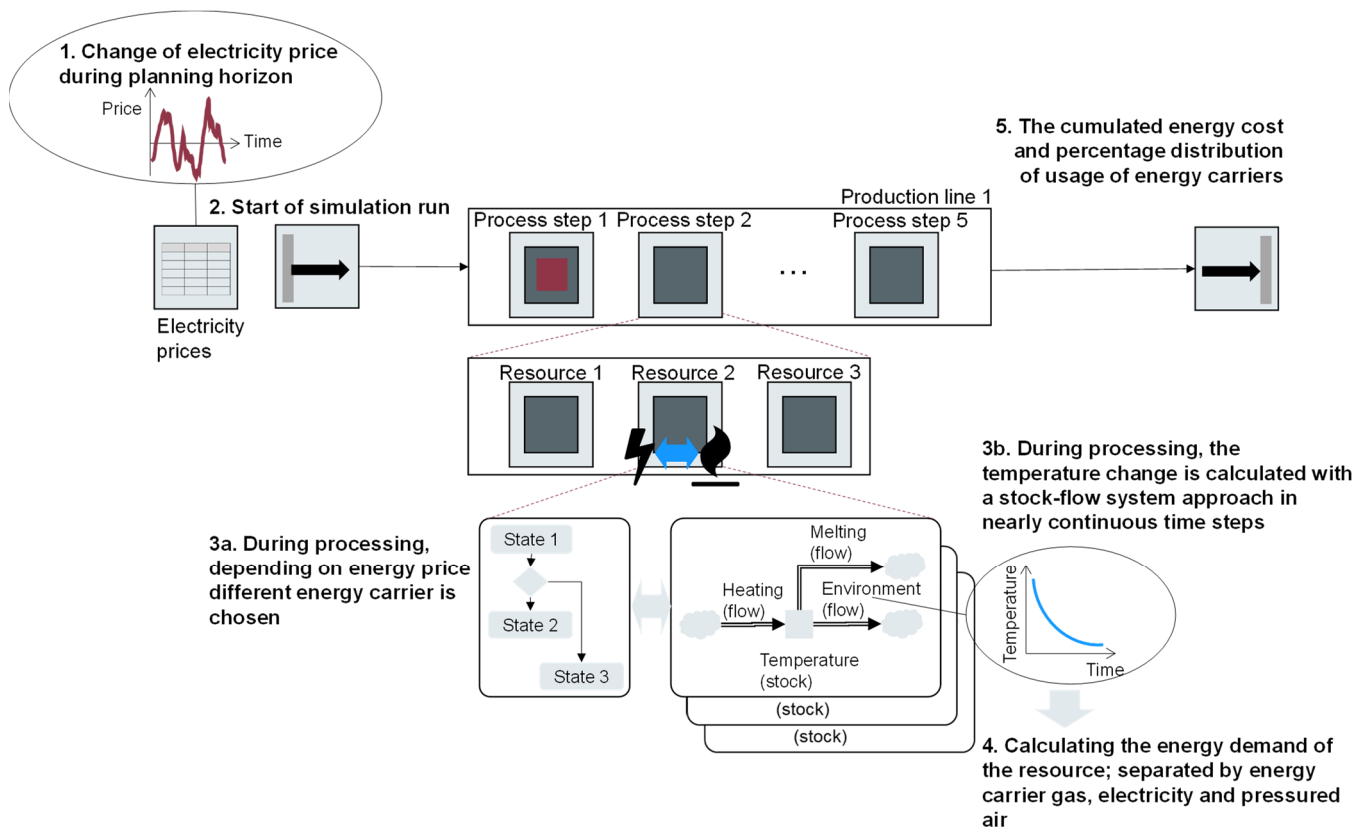 1. Change of electricity price
during planning horizon
Price
Time
Electricity
prices
2. Start of simulation run
Production line 1
Process step 1
Process step 2
...
Process step 5
5. The cumulated energy cost
and percentage distribution
of usage of energy carriers
Resource 1
Resource 2
Resource 3
3a. During processing,
depending on energy price
different energy carrier is
chosen
State 1
State 2
State 3
Heating
(flow)
Melting
(flow)
Environment
(flow)
Temperature
(stock)
(stock)
(stock)
3b. During processing, the
temperature change is calculated with
a stock-flow system approach in
nearly continuous time steps
Temperature
Time
4. Calculating the energy demand of
the resource; separated by energy
carrier gas, electricity and pressured
air